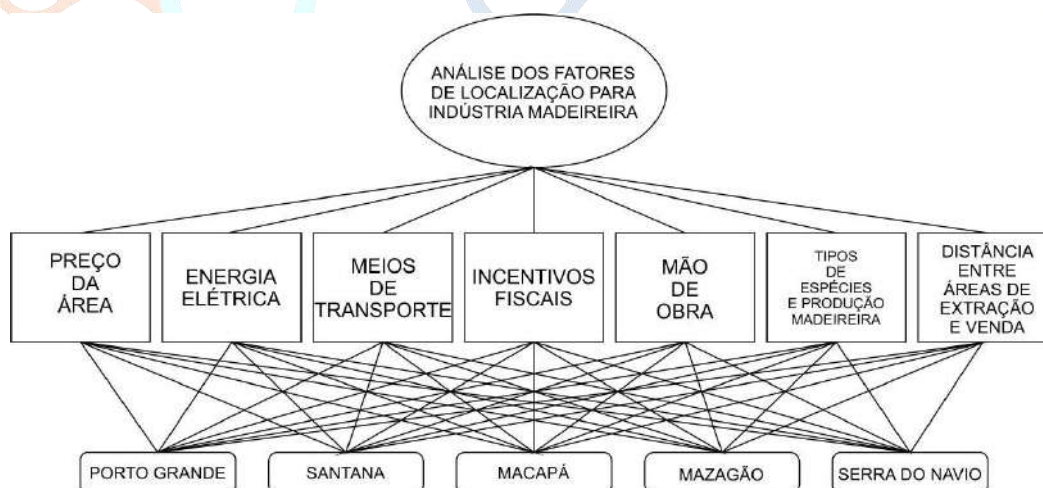 ANÁLISE DOS FATORES
DE LOCALIZAÇÃO PARA
INDÚSTRIA MADEIREIRA
PREÇO
DA
ÁREA
ENERGIA
ELÉTRICA
MEIOS
DE
TRANSPORTE
INCENTIVOS
FISCAIS
MÃO
DE
OBRA
TIPOS
DE
ESPÉCIES
E PRODUÇÃO
MADEIREIRA
DISTÂNCIA
ENTRE
ÁREAS DE
EXTRAÇÃO
E VENDA
PORTO GRANDE
SANTANA
MACAPÁ
MAZAGÃO
SERRA DO NAVIO